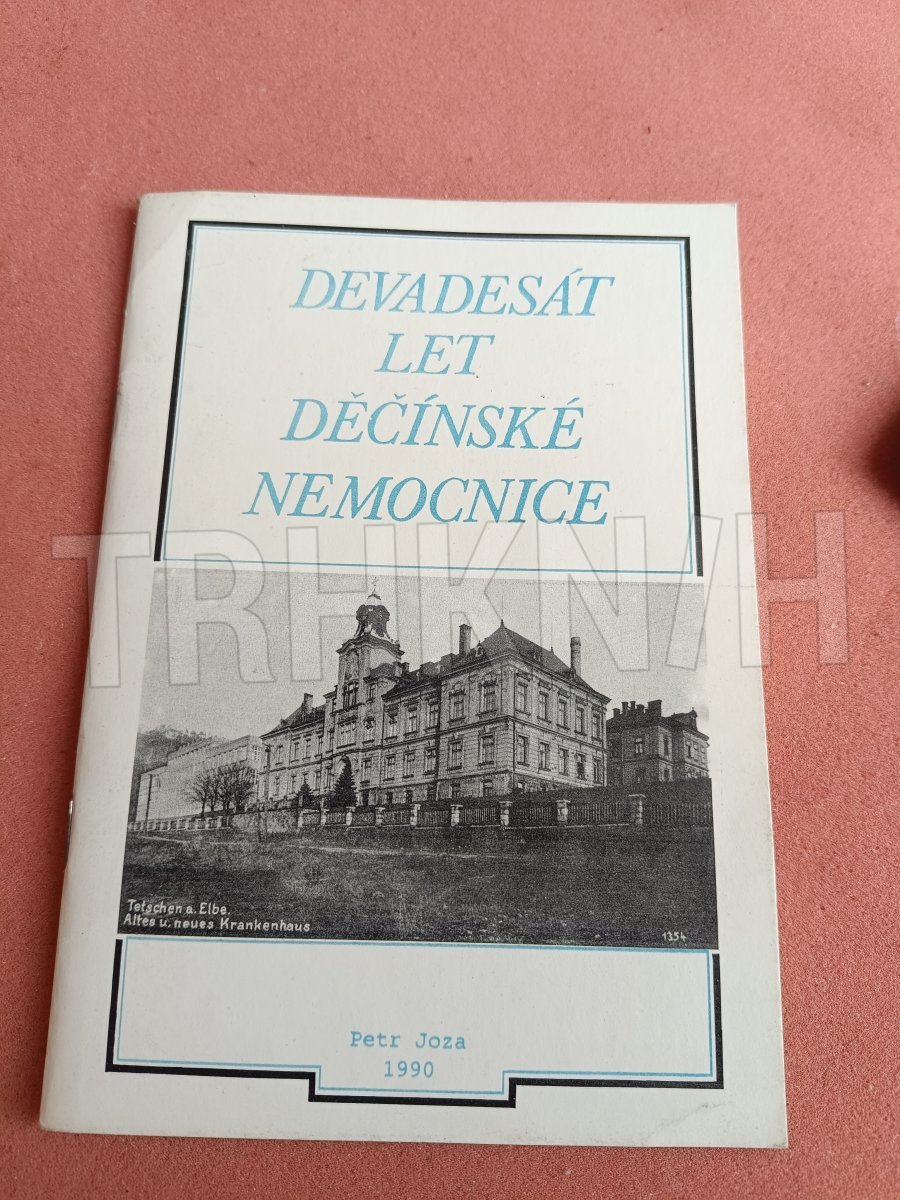 DEVADESÁT
LET
DĚČÍNSKÉ
NEMOCNICE
TRHKNIH
Tetschen a. Elbe.
Altes u. neues Krankenhaus
1354
Petr Joza
1990